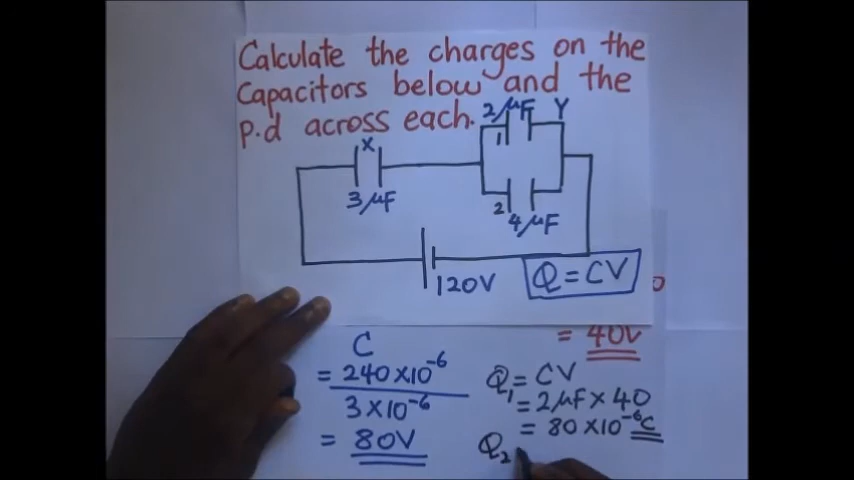 Calculate the charges on the
Capacitors below and the
p.d across each.
2μF Y
1
X
3μF
2
4μF
120V
Q = CV
= 40V
C
= 240×10⁻⁶
3×10⁻⁶
= 80V
Q₁ = CV
= 2μF × 40
= 80×10⁻⁶C
Q₂